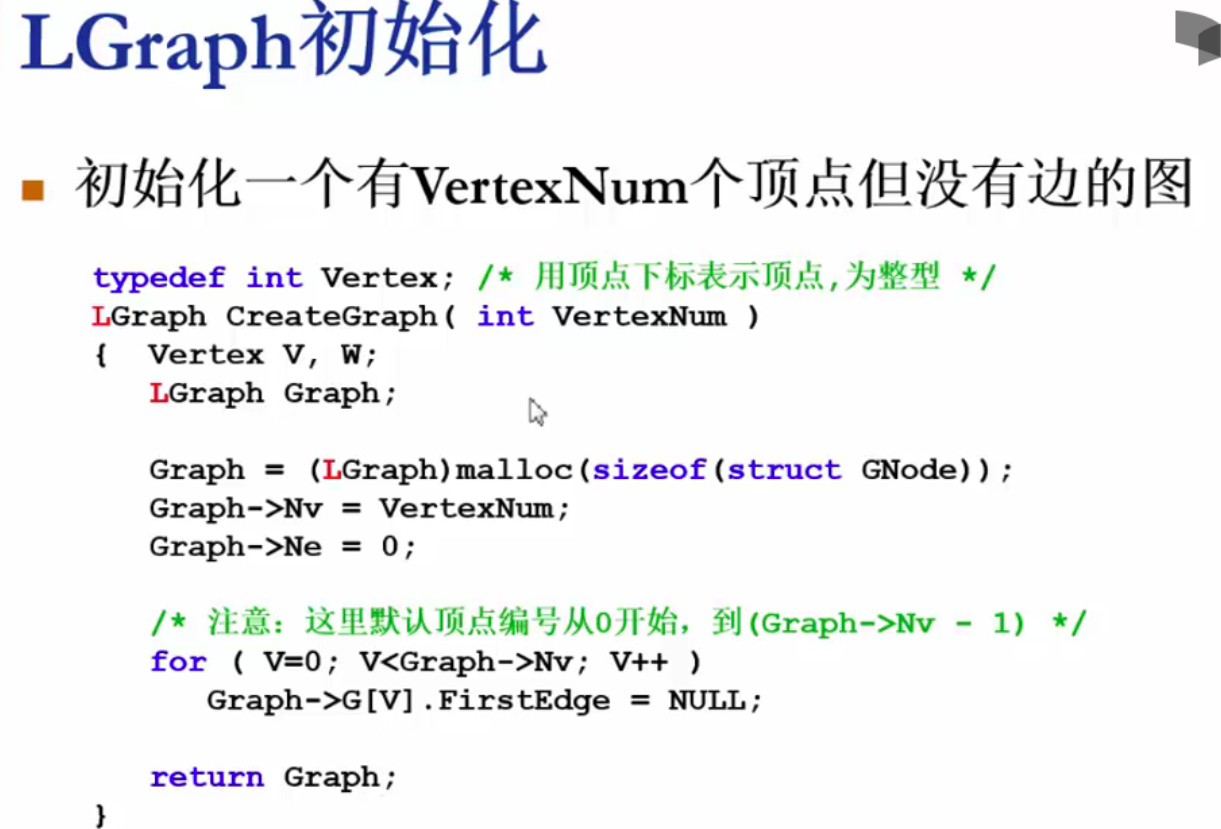 LGraph初始化
初始化一个有VertexNum个顶点但没有边的图
typedef int Vertex; /* 用顶点下标表示顶点,为整型 */
LGraph CreateGraph( int VertexNum )
{ Vertex V, W;
LGraph Graph;
Graph = (LGraph)malloc(sizeof(struct GNode));
Graph->Nv = VertexNum;
Graph->Ne = 0;
/* 注意：这里默认顶点编号从0开始，到(Graph->Nv - 1) */
for ( V=0; V<Graph->Nv; V++ )
Graph->G[V].FirstEdge = NULL;
return Graph;
}